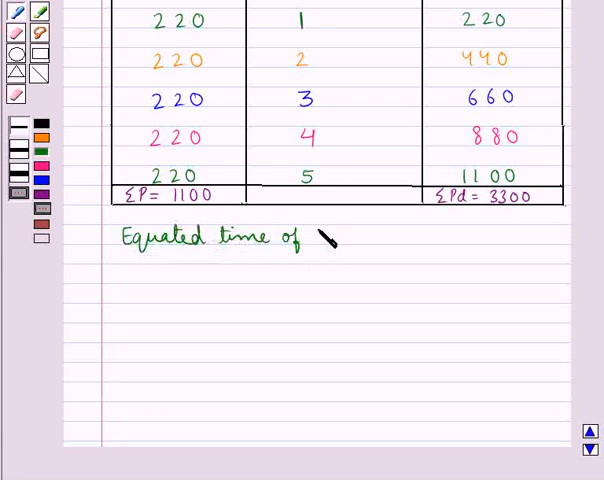 220 1 220
220 2 440
220 3 660
220 4 880
220 5 1100
ΣP = 1100 ΣPd = 3300
Equated time of